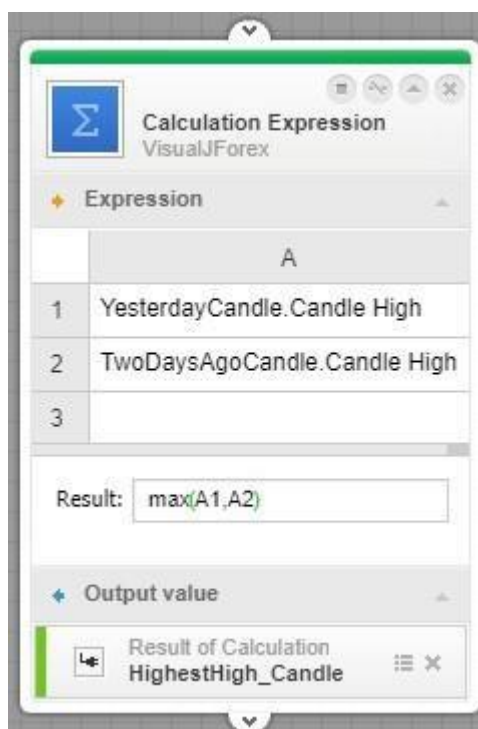 Σ
Calculation Expression
VisualJForex
Expression
A
1 YesterdayCandle.Candle High
2 TwoDaysAgoCandle.Candle High
3
Result: max(A1,A2)
Output value
Result of Calculation
HighestHigh_Candle